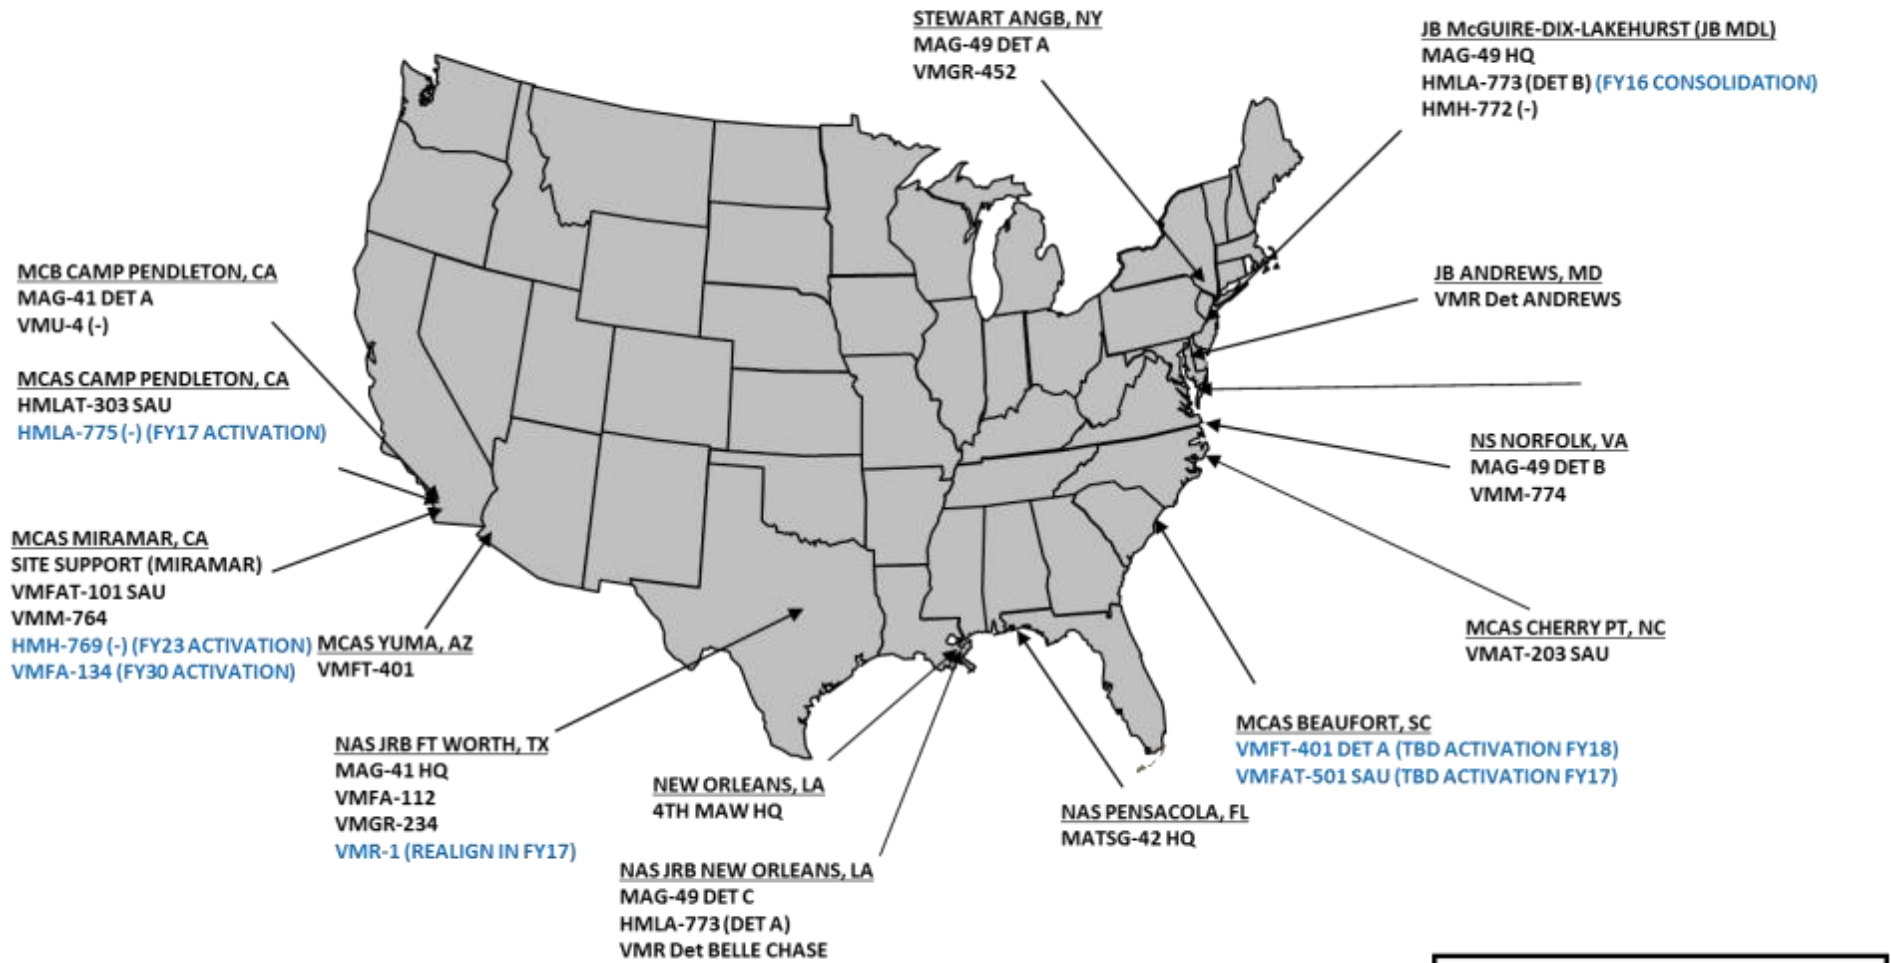 STEWART ANGB, NY
MAG-49 DET A
VMGR-452
JB McGUIRE-DIX-LAKEHURST (JB MDL)
MAG-49 HQ
HMLA-773 (DET B) (FY16 CONSOLIDATION)
HMH-772 (-)
MCB CAMP PENDLETON, CA
MAG-41 DET A
VMU-4 (-)
JB ANDREWS, MD
VMR Det ANDREWS
MCAS CAMP PENDLETON, CA
HMLAT-303 SAU
HMLA-775 (-) (FY17 ACTIVATION)
NS NORFOLK, VA
MAG-49 DET B
VMM-774
MCAS MIRAMAR, CA
SITE SUPPORT (MIRAMAR)
VMFAT-101 SAU
VMM-764
HMH-769 (-) (FY23 ACTIVATION)
VMFA-134 (FY30 ACTIVATION)
MCAS YUMA, AZ
VMFT-401
MCAS CHERRY PT, NC
VMAT-203 SAU
NAS JRB FT WORTH, TX
MAG-41 HQ
VMFA-112
VMGR-234
VMR-1 (REALIGN IN FY17)
NEW ORLEANS, LA
4TH MAW HQ
NAS JRB NEW ORLEANS, LA
MAG-49 DET C
HMLA-773 (DET A)
VMR Det BELLE CHASE
NAS PENSACOLA, FL
MATSG-42 HQ
MCAS BEAUFORT, SC
VMFT-401 DET A (TBD ACTIVATION FY18)
VMFAT-501 SAU (TBD ACTIVATION FY17)